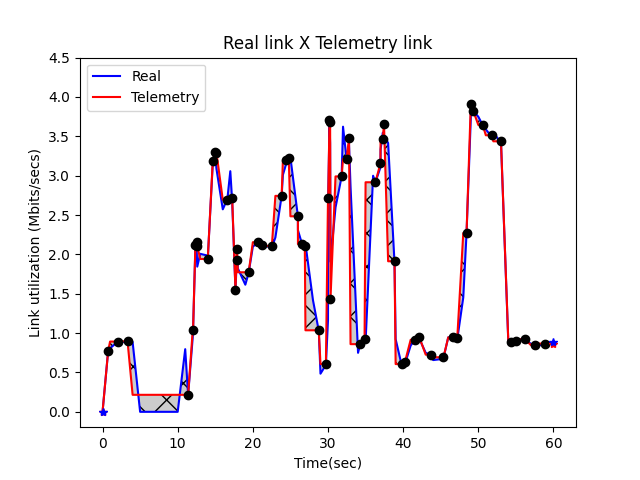 Real link X Telemetry link
Real
Telemetry
Link utilization (Mbits/secs)
4.5
4.0
3.5
3.0
2.5
2.0
1.5
1.0
0.5
0.0
0 10 20 30 40 50 60
Time(sec)